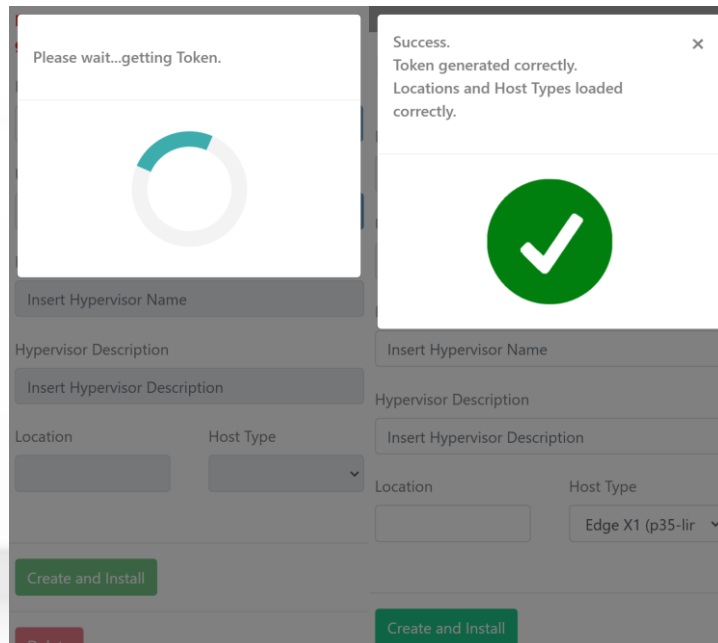 Please wait...getting Token.
Insert Hypervisor Name
Hypervisor Description
Insert Hypervisor Description
Location Host Type
Create and Install
Success.
×
Token generated correctly.
Locations and Host Types loaded
correctly.
Insert Hypervisor Name
Hypervisor Description
Insert Hypervisor Description
Location Host Type
Edge X1 (p35-lir
Create and Install